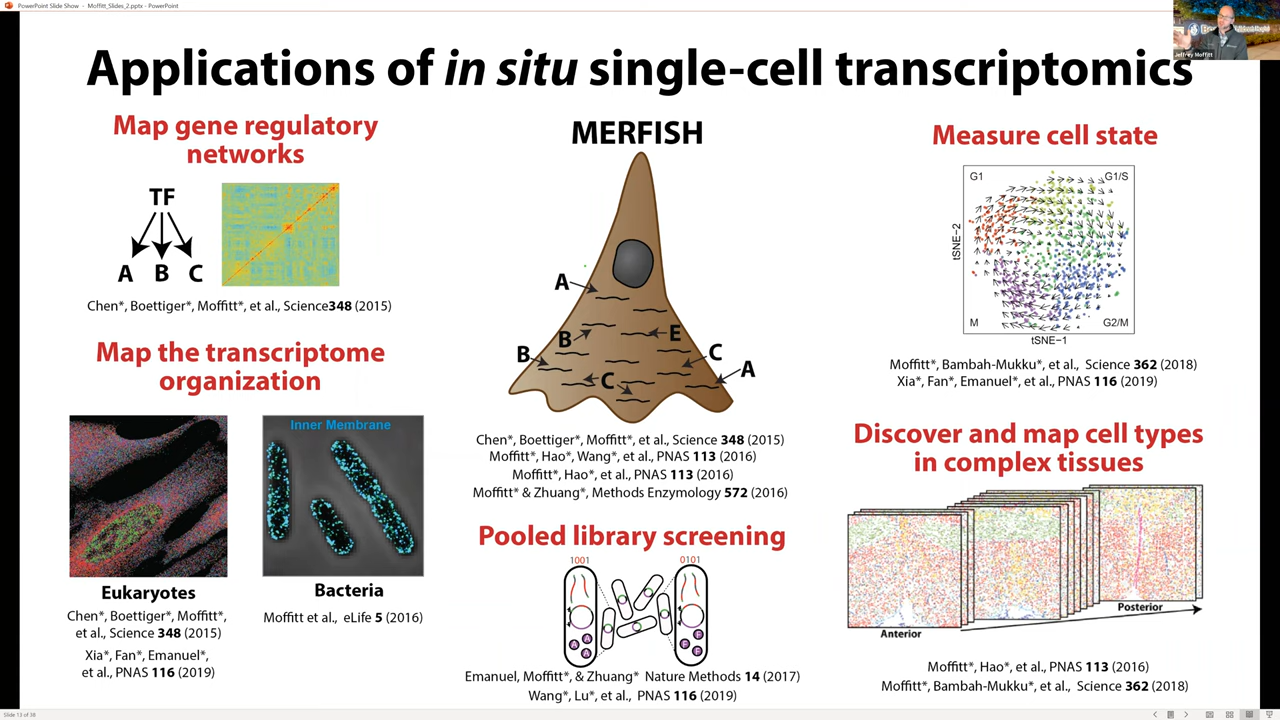 PowerPoint Slide Show - Moffitt_Slides_2.pptx - PowerPoint
Jeffrey Moffitt
Applications of in situ single-cell transcriptomics
Map gene regulatory
networks
TF
A B C
Chen*, Boettiger*, Moffitt*, et al., Science348 (2015)
Map the transcriptome
organization
Inner Membrane
Eukaryotes
Chen*, Boettiger*, Moffitt*,
et al., Science 348 (2015)
Xia*, Fan*, Emanuel*,
et al., PNAS 116 (2019)
Bacteria
Moffitt et al., eLife 5 (2016)
MERFISH
A
B
E
B
C
C
A
Chen*, Boettiger*, Moffitt*, et al., Science 348 (2015)
Moffitt*, Hao*, Wang*, et al., PNAS 113 (2016)
Moffitt*, Hao*, et al., PNAS 113 (2016)
Moffitt* & Zhuang*, Methods Enzymology 572 (2016)
Pooled library screening
1001 0101
A
A
A
F
F
F
Emanuel, Moffitt*, & Zhuang* Nature Methods 14 (2017)
Wang*, Lu*, et al., PNAS 116 (2019)
Measure cell state
G1 G1/S
tSNE-2
M G2/M
tSNE-1
Moffitt*, Bambah-Mukku*, et al., Science 362 (2018)
Xia*, Fan*, Emanuel*, et al., PNAS 116 (2019)
Discover and map cell types
in complex tissues
Anterior
Posterior
Moffitt*, Hao*, et al., PNAS 113 (2016)
Moffitt*, Bambah-Mukku*, et al., Science 362 (2018)
Slide 13 of 38